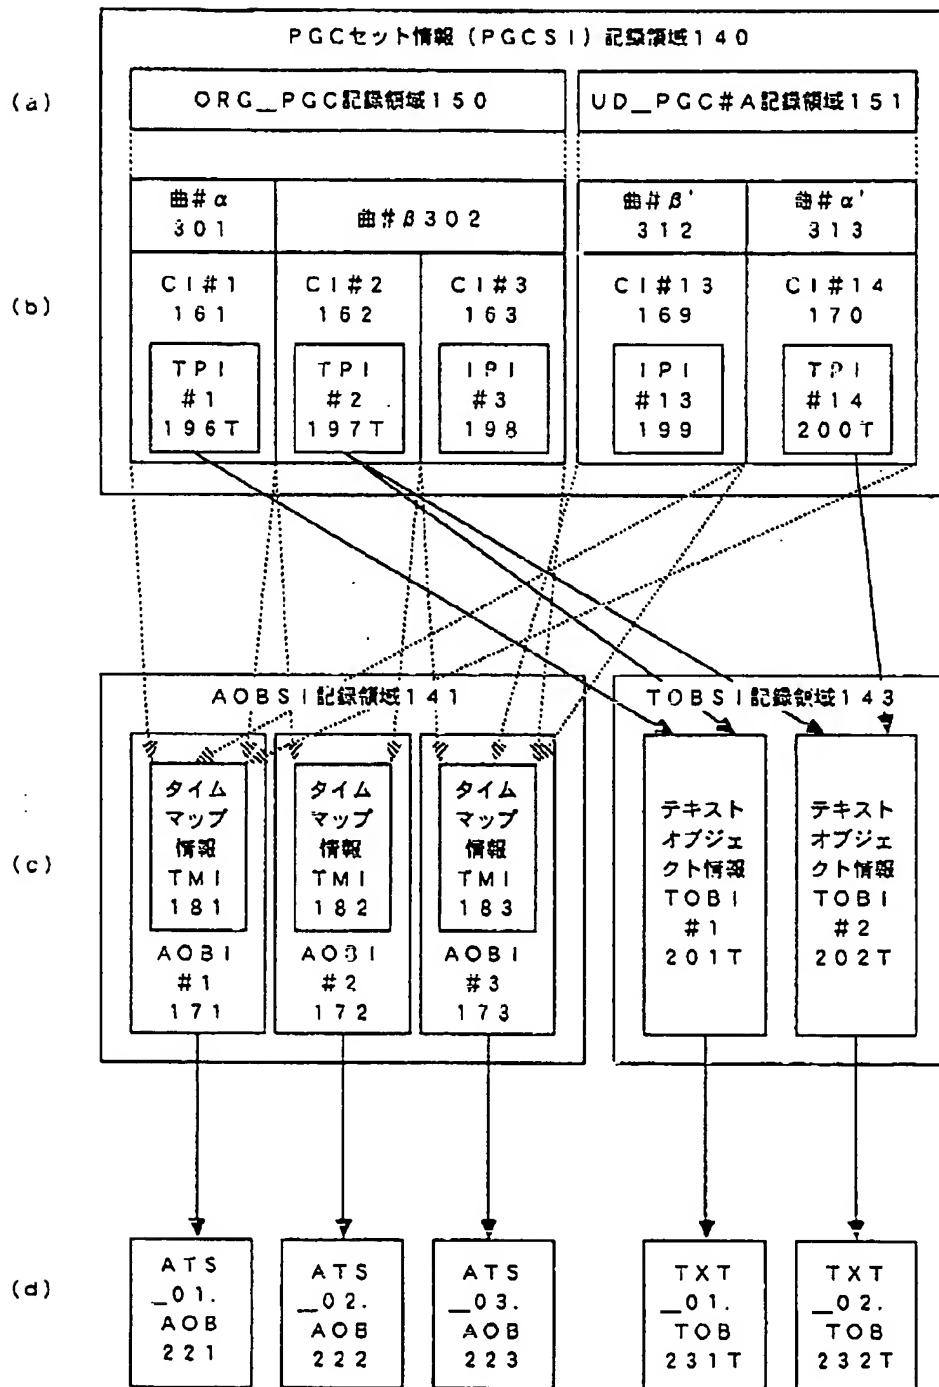 PGCセット情報(PGCSI)記録領域140
(a)
ORG__PGC記録領域150
UD__PGC#A記録領域151
曲#α
301
曲#β302
曲#β'
312
曲#α'
313
(b)
CI#1
161
CI#2
162
CI#3
163
CI#13
169
CI#14
170
TPI
#1
196T
TPI
#2
197T
IPI
#3
198
IPI
#13
199
TPI
#14
200T
AOBSI記録領域141
TOBSI記録領域143
(c)
タイム
マップ
情報
TMI
181
タイム
マップ
情報
TMI
182
タイム
マップ
情報
TMI
183
AOBI
#1
171
AOBI
#2
172
AOBI
#3
173
テキスト
オブジェ
クト情報
TOBI
#1
201T
テキスト
オブジェ
クト情報
TOBI
#2
202T
(d)
ATS
__01.
AOB
221
ATS
__02.
AOB
222
ATS
__03.
AOB
223
TXT
__01.
TOB
231T
TXT
__02.
TOB
232T